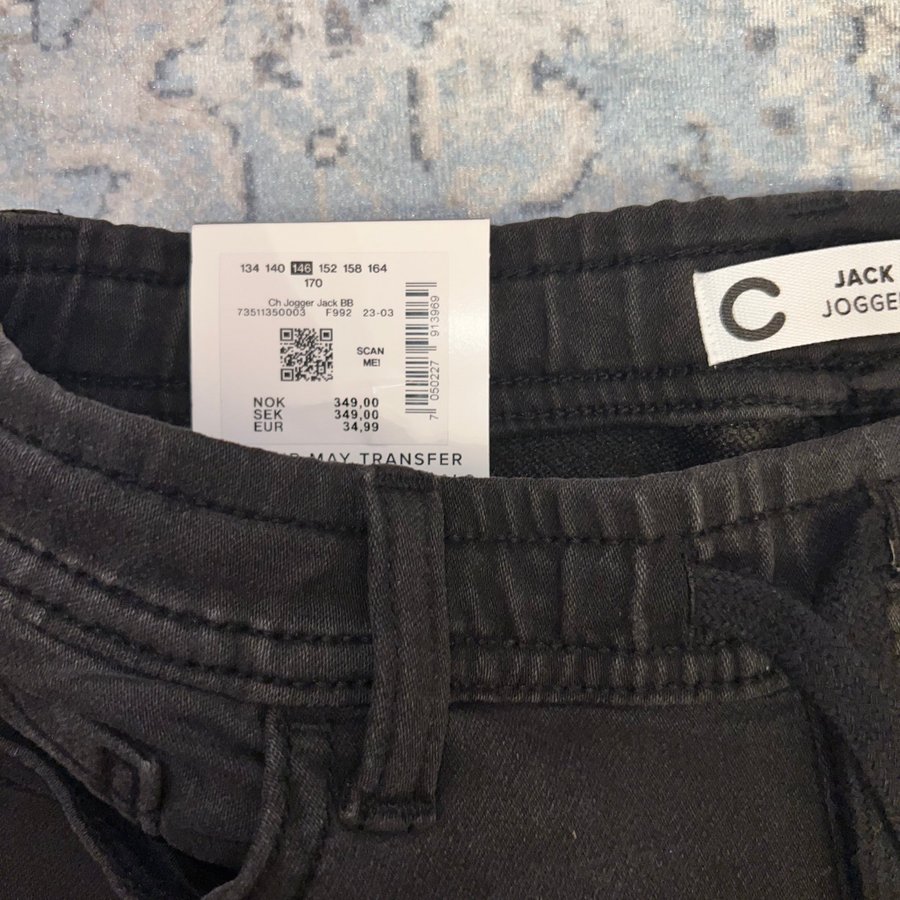 134 140 146 152 158 164
170
Ch Jogger Jack BB
73511350003 F992 23-03
SCAN
ME!
NOK 349,00
SEK 349,00
EUR 34,99
MAY TRANSFER
7 050227 913969
C
JACK